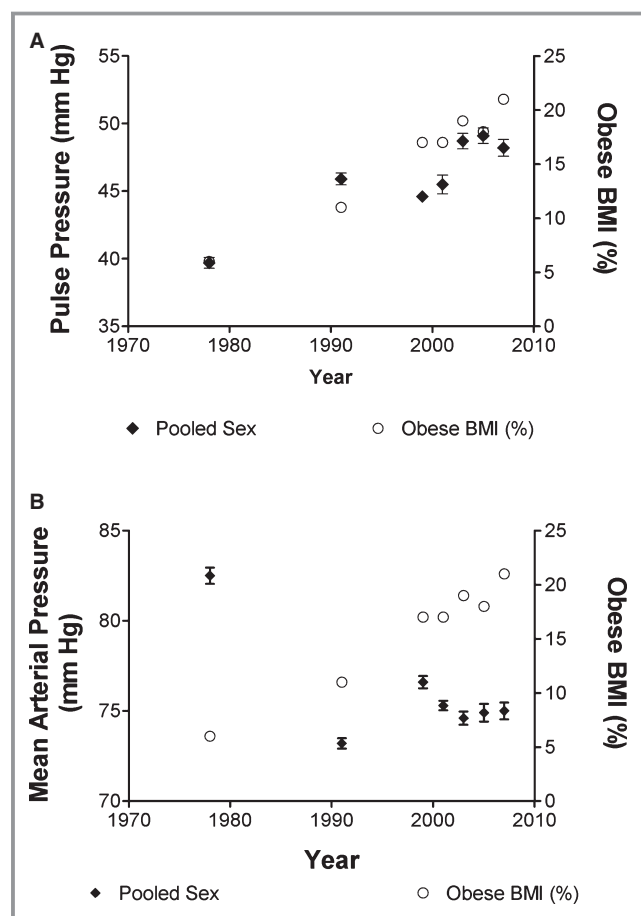 A
Pulse Pressure (mm Hg)
55
50
45
40
35
25
20
15
10
5
0
Obese BMI (%)
1970 1980 1990 2000 2010
Year
Pooled Sex Obese BMI (%)
B
Mean Arterial Pressure
(mm Hg)
85
80
75
70
25
20
15
10
5
0
Obese BMI (%)
1970 1980 1990 2000 2010
Year
Pooled Sex Obese BMI (%)